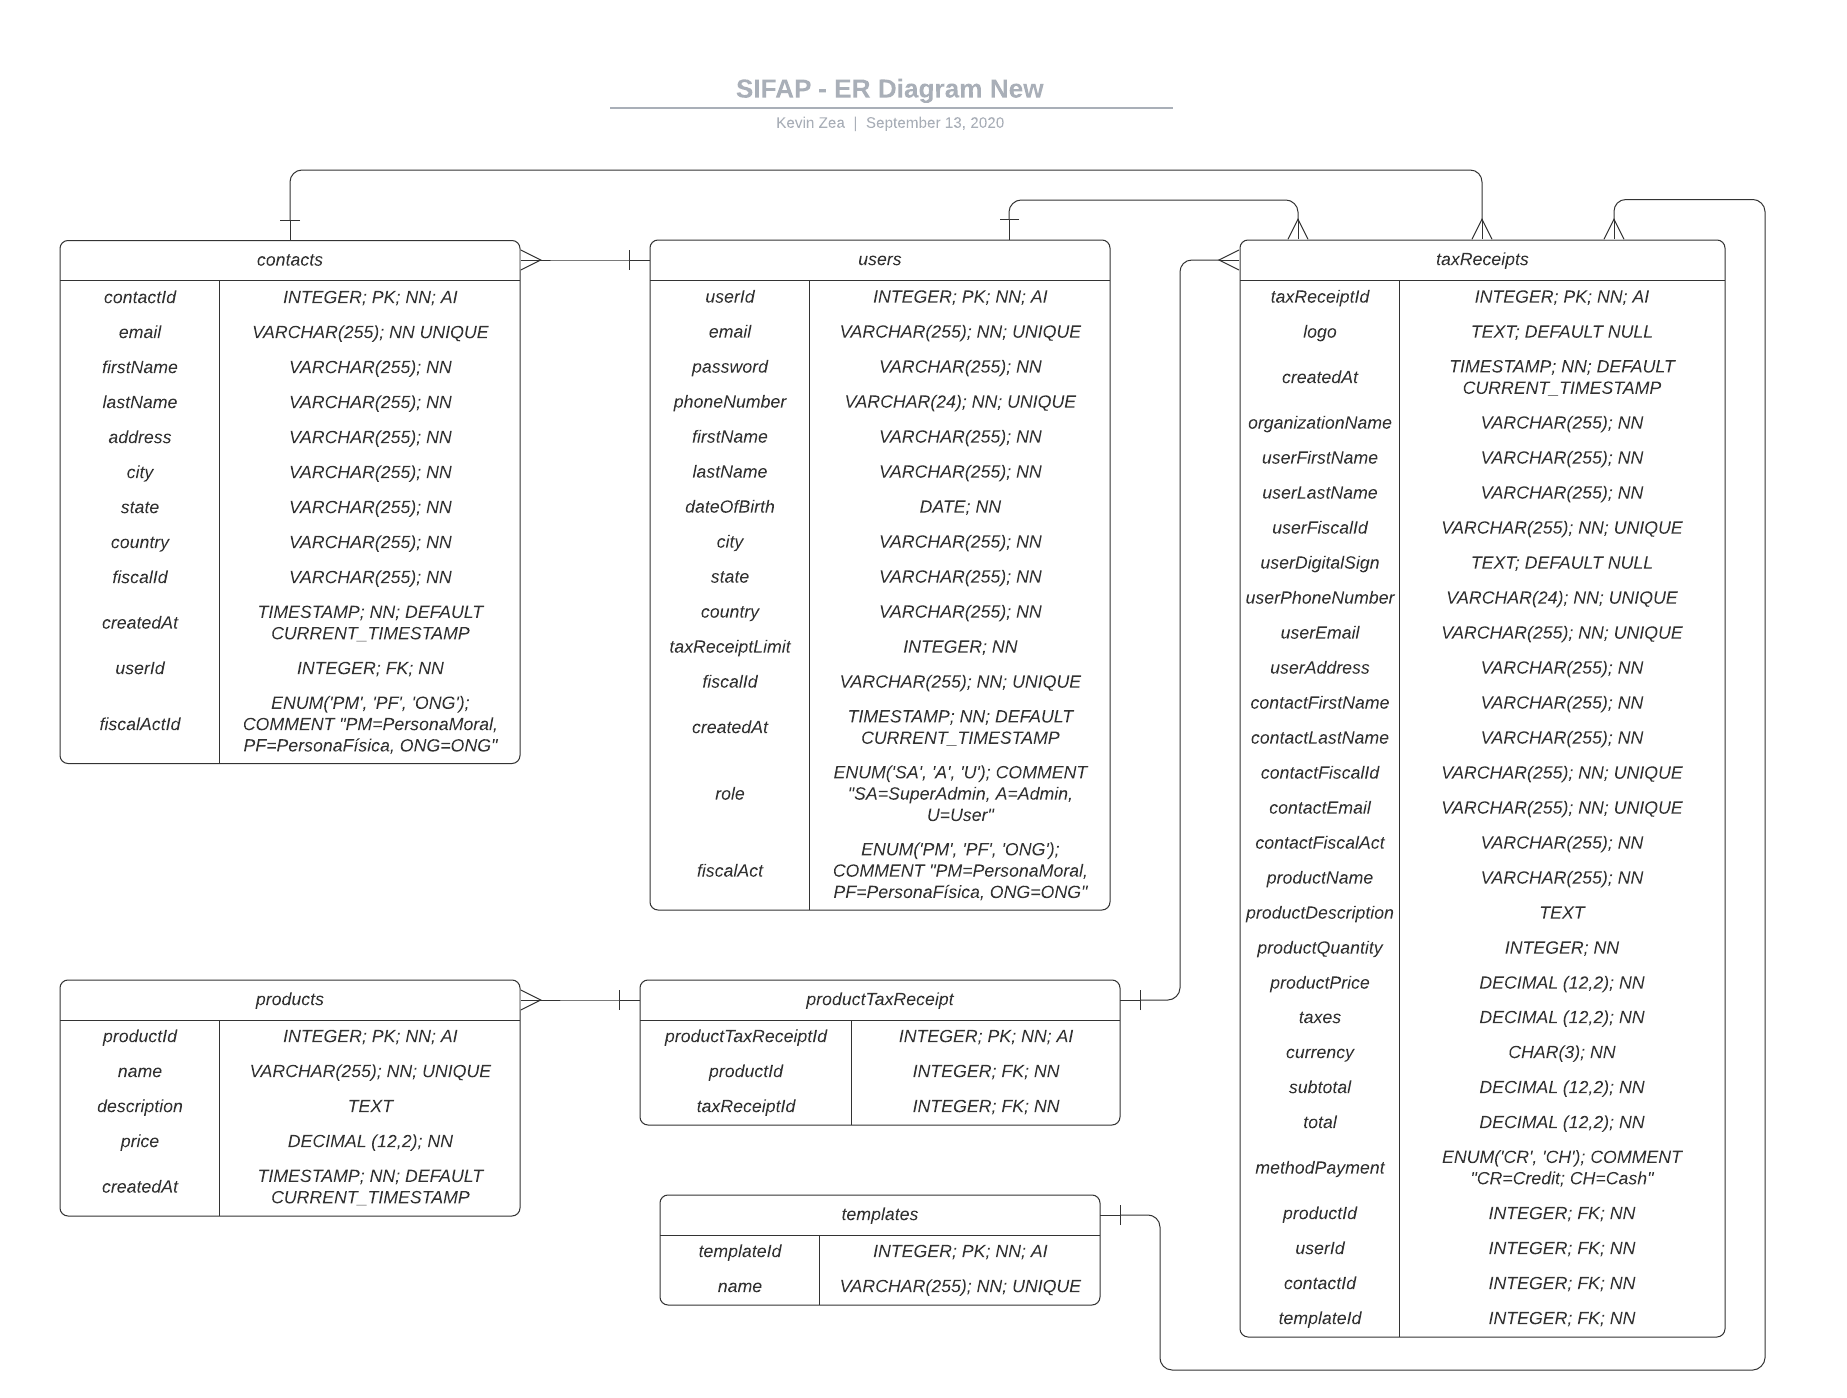 SIFAP - ER Diagram New
Kevin Zea | September 13, 2020
contacts
contactId INTEGER; PK; NN; AI
email VARCHAR(255); NN UNIQUE
firstName VARCHAR(255); NN
lastName VARCHAR(255); NN
address VARCHAR(255); NN
city VARCHAR(255); NN
state VARCHAR(255); NN
country VARCHAR(255); NN
fiscalId VARCHAR(255); NN
createdAt TIMESTAMP; NN; DEFAULT
CURRENT_TIMESTAMP
userId INTEGER; FK; NN
fiscalActId ENUM('PM', 'PF', 'ONG');
COMMENT "PM=PersonaMoral,
PF=PersonaFísica, ONG=ONG"
users
userId INTEGER; PK; NN; AI
email VARCHAR(255); NN; UNIQUE
password VARCHAR(255); NN
phoneNumber VARCHAR(24); NN; UNIQUE
firstName VARCHAR(255); NN
lastName VARCHAR(255); NN
dateOfBirth DATE; NN
city VARCHAR(255); NN
state VARCHAR(255); NN
country VARCHAR(255); NN
taxReceiptLimit INTEGER; NN
fiscalId VARCHAR(255); NN; UNIQUE
createdAt TIMESTAMP; NN; DEFAULT
CURRENT_TIMESTAMP
role ENUM('SA', 'A', 'U'); COMMENT
"SA=SuperAdmin, A=Admin,
U=User"
fiscalAct ENUM('PM', 'PF', 'ONG');
COMMENT "PM=PersonaMoral,
PF=PersonaFísica, ONG=ONG"
taxReceipts
taxReceiptId INTEGER; PK; NN; AI
logo TEXT; DEFAULT NULL
createdAt TIMESTAMP; NN; DEFAULT
CURRENT_TIMESTAMP
organizationName VARCHAR(255); NN
userFirstName VARCHAR(255); NN
userLastName VARCHAR(255); NN
userFiscalId VARCHAR(255); NN; UNIQUE
userDigitalSign TEXT; DEFAULT NULL
userPhoneNumber VARCHAR(24); NN; UNIQUE
userEmail VARCHAR(255); NN; UNIQUE
userAddress VARCHAR(255); NN
contactFirstName VARCHAR(255); NN
contactLastName VARCHAR(255); NN
contactFiscalId VARCHAR(255); NN; UNIQUE
contactEmail VARCHAR(255); NN; UNIQUE
contactFiscalAct VARCHAR(255); NN
productName VARCHAR(255); NN
productDescription TEXT
productQuantity INTEGER; NN
productPrice DECIMAL (12,2); NN
taxes DECIMAL (12,2); NN
currency CHAR(3); NN
subtotal DECIMAL (12,2); NN
total DECIMAL (12,2); NN
methodPayment ENUM('CR', 'CH'); COMMENT
"CR=Credit; CH=Cash"
productId INTEGER; FK; NN
userId INTEGER; FK; NN
contactId INTEGER; FK; NN
templateId INTEGER; FK; NN
products
productId INTEGER; PK; NN; AI
name VARCHAR(255); NN; UNIQUE
description TEXT
price DECIMAL (12,2); NN
createdAt TIMESTAMP; NN; DEFAULT
CURRENT_TIMESTAMP
productTaxReceipt
productTaxReceiptId INTEGER; PK; NN; AI
productId INTEGER; FK; NN
taxReceiptId INTEGER; FK; NN
templates
templateId INTEGER; PK; NN; AI
name VARCHAR(255); NN; UNIQUE